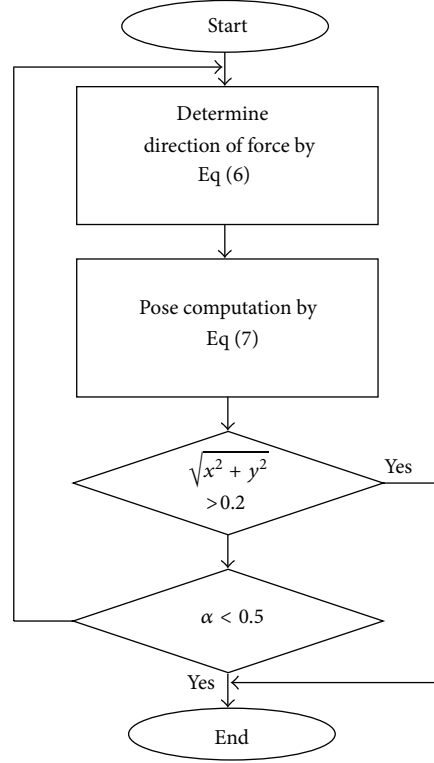 Start
Determine
direction of force by
Eq (6)
Pose computation by
Eq (7)
√x² + y²
>0.2
Yes
α < 0.5
Yes
End